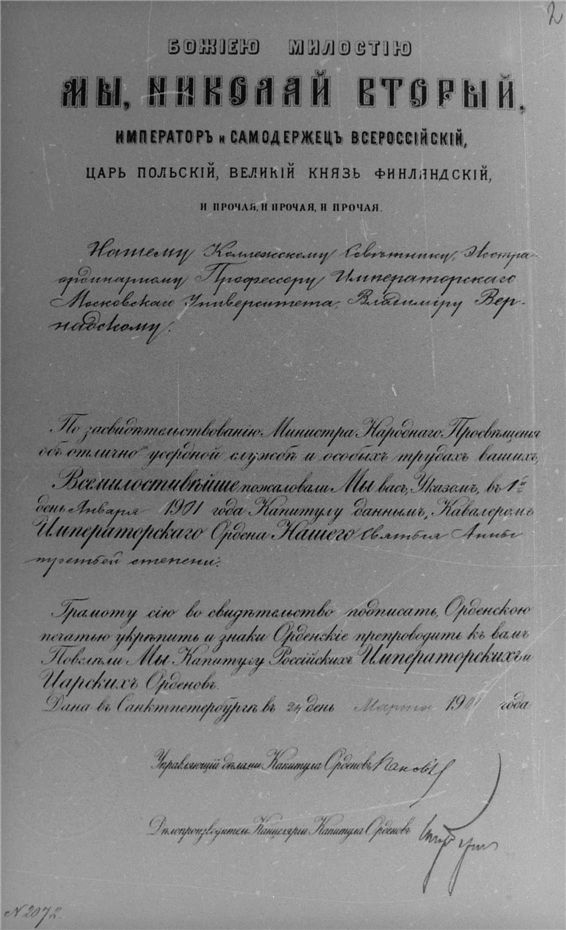 2
БОЖІЕЮ МИЛОСТІЮ
МЫ, НИКОЛАЙ ВТОРЫЙ,
ИМПЕРАТОРЪ и САМОДЕРЖЕЦЪ ВСЕРОССІЙСКІЙ,
ЦАРЬ ПОЛЬСКІЙ, ВЕЛИКІЙ КНЯЗЬ ФИНЛЯНДСКІЙ,
И ПРОЧАЯ, И ПРОЧАЯ, И ПРОЧАЯ.
Нашему Коллежскому Совѣтнику, Экстра-
ординарному Профессору Императорскаго
Московскаго Университета, Владиміру Вер-
надскому.
По засвидѣтельствованію Министра Народнаго Просвѣщенія
объ отлично усердной службѣ и особыхъ трудахъ вашихъ,
Всемилостивѣйше пожаловали Мы васъ, Указомъ, въ 1й
день Января 1901 года Капитулу даннымъ, Кавалеромъ
Императорскаго Ордена Нашего Святыя Анны
третьей степени.
Грамоту сію во свидѣтельство подписать, Орденскою
печатью укрѣпить и знаки Орденскіе препроводить къ вамъ
Повелѣли Мы Капитулу Россійскихъ Императорскихъ и
Царскихъ Орденовъ.
Дана въ Санктпетербургѣ въ 24 день Марта 1901 года
Управляющій дѣлами Капитула Орденовъ
Дѣлопроизводитель Канцеляріи Капитула Орденовъ
№ 2072.